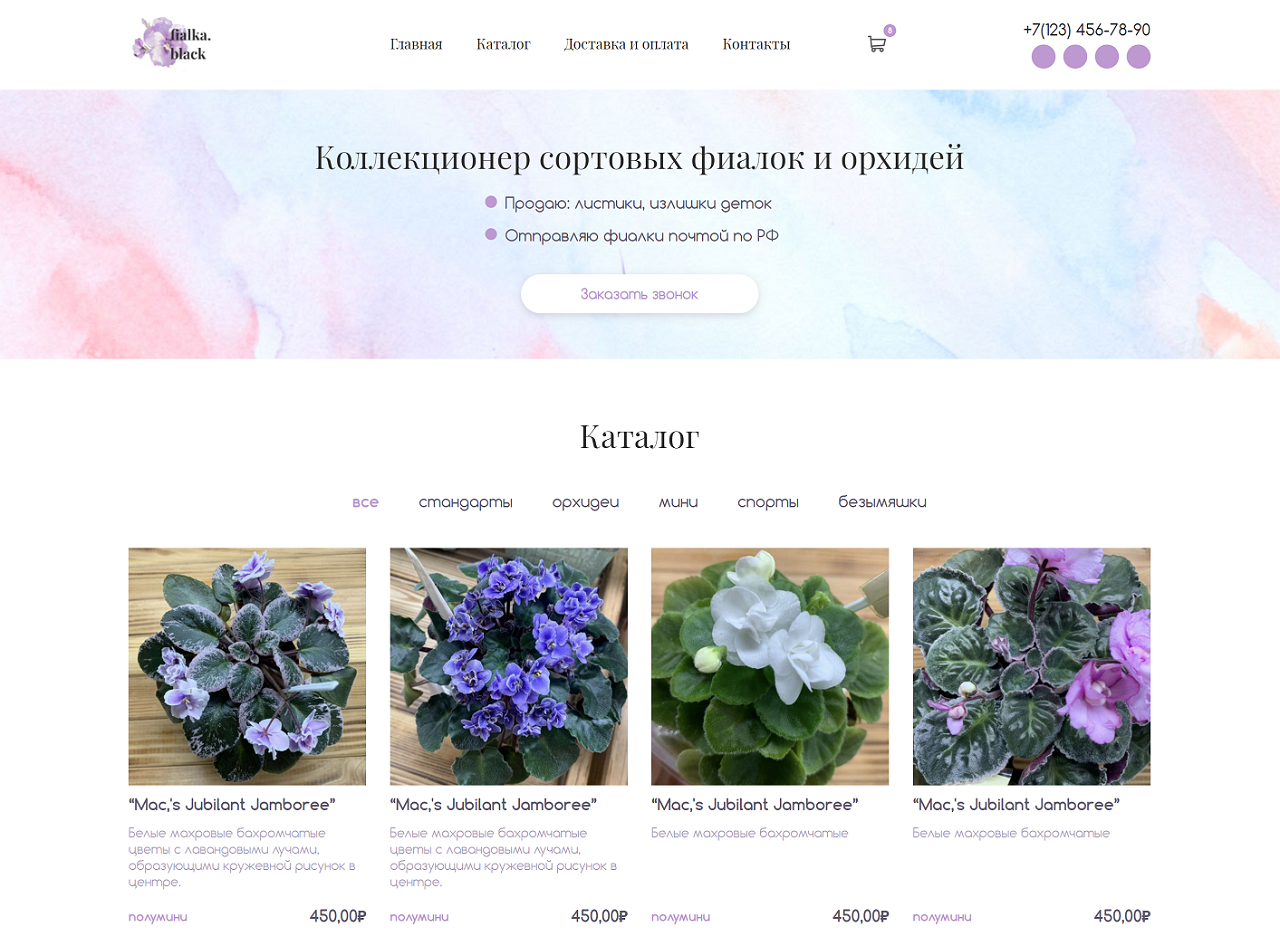 fialka.
black
Главная
Каталог
Доставка и оплата
Контакты
8
+7(123) 456-78-90
Коллекционер сортовых фиалок и орхидей
Продаю: листики, излишки деток
Отправляю фиалки почтой по РФ
Заказать звонок
Каталог
все
стандарты
орхидеи
мини
спорты
безымяшки
“Mac,'s Jubilant Jamboree”
Белые махровые бахромчатые
цветы с лавандовыми лучами,
образующими кружевной рисунок в
центре.
полумини
450,00₽
“Mac,'s Jubilant Jamboree”
Белые махровые бахромчатые
цветы с лавандовыми лучами,
образующими кружевной рисунок в
центре.
полумини
450,00₽
“Mac,'s Jubilant Jamboree”
Белые махровые бахромчатые
полумини
450,00₽
“Mac,'s Jubilant Jamboree”
Белые махровые бахромчатые
полумини
450,00₽